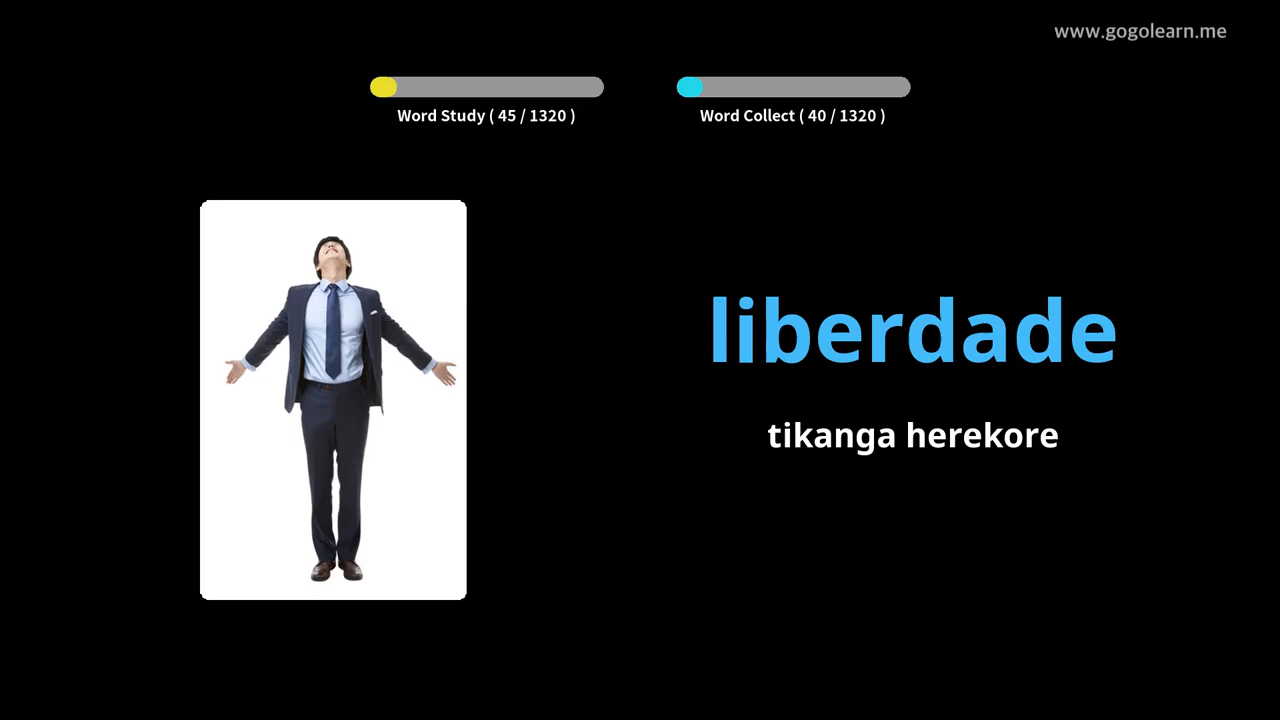 www.gogolearn.me
Word Study ( 45 / 1320 )
Word Collect ( 40 / 1320 )
liberdade
tikanga herekore